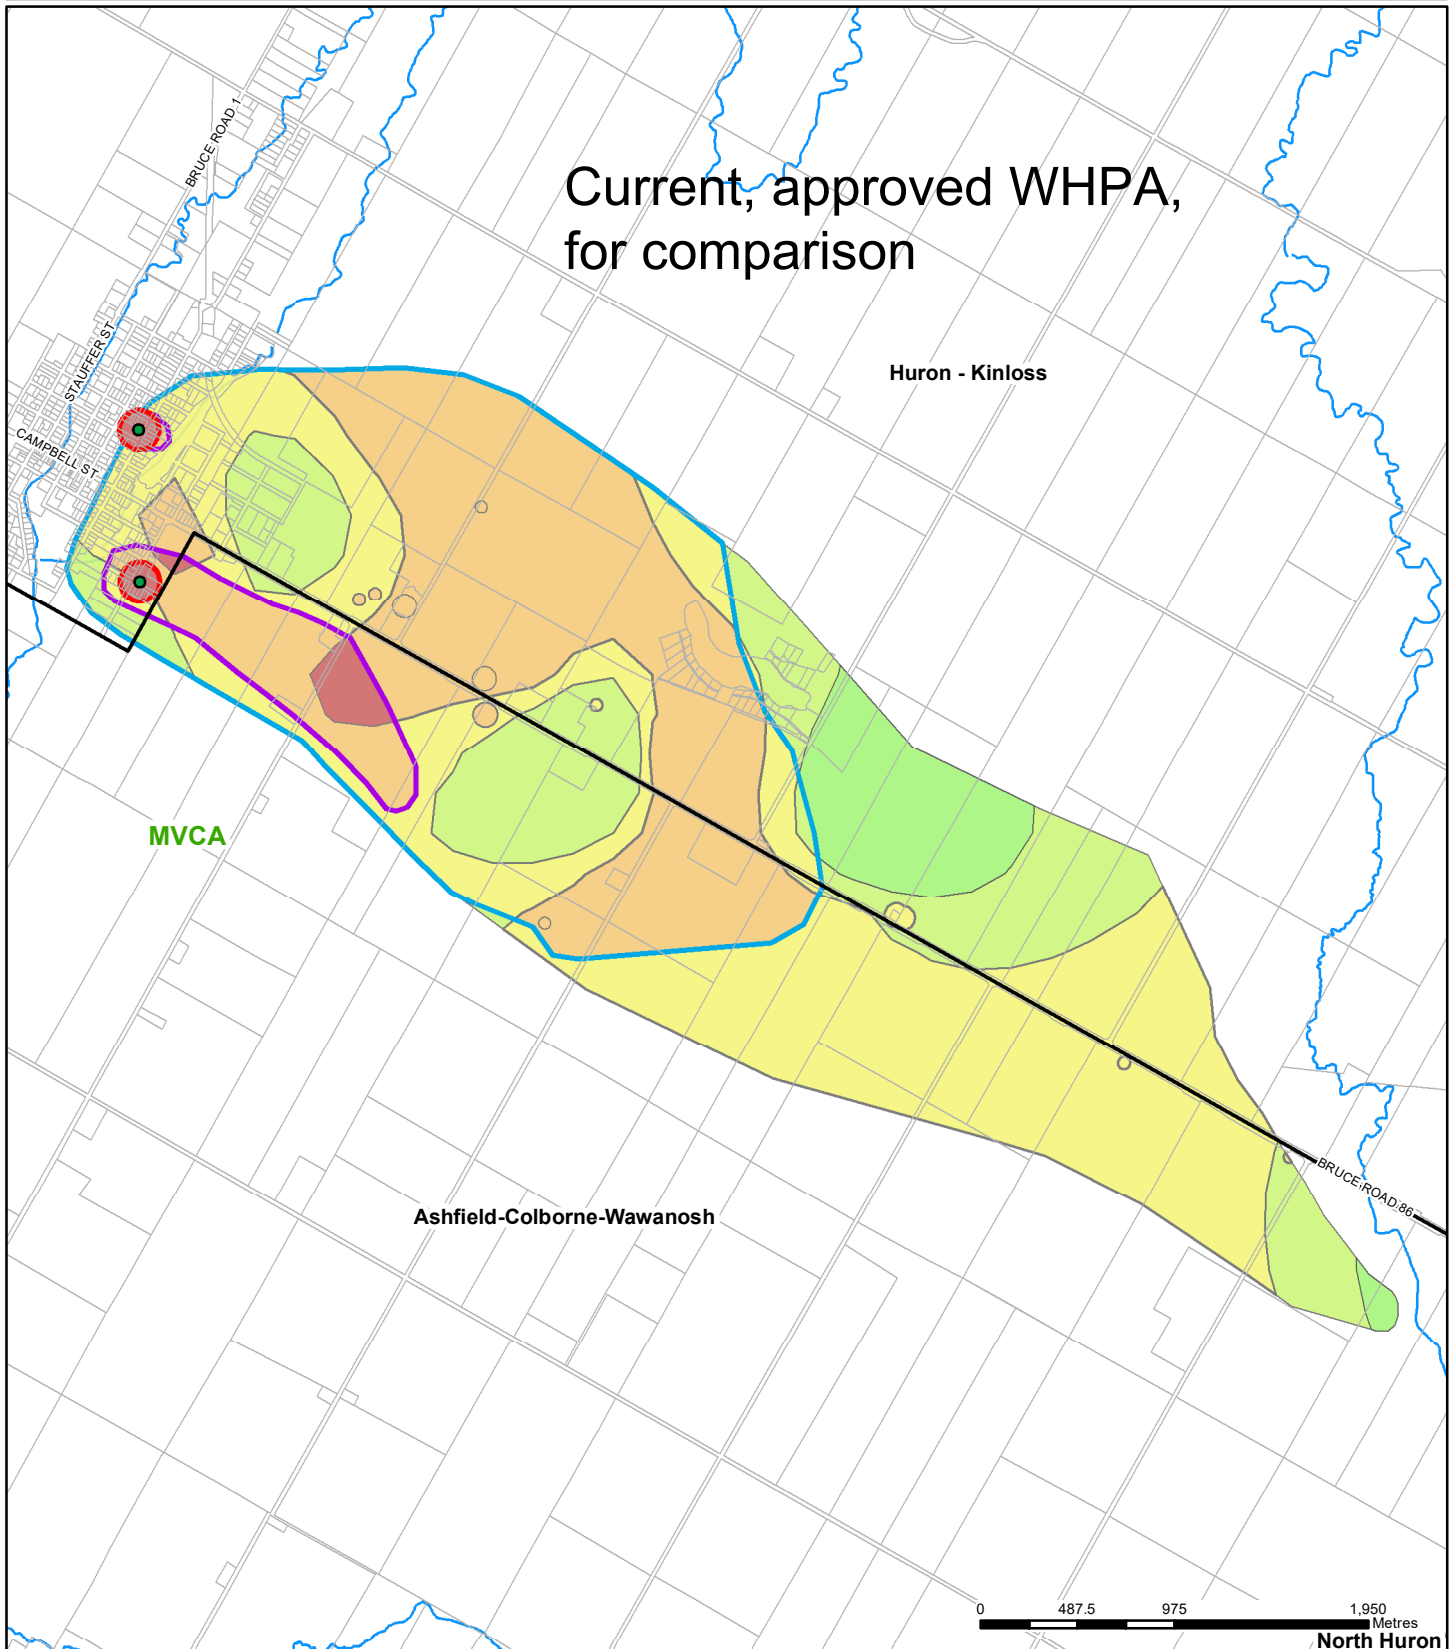 BRUCE ROAD 1
Current, approved WHPA,
for comparison
STAUFFER ST
Huron - Kinloss
CAMPBELL ST
MVCA
BRUCE ROAD 86
Ashfield-Colborne-Wawanosh
0 487.5 975 1,950
Metres
North Huron